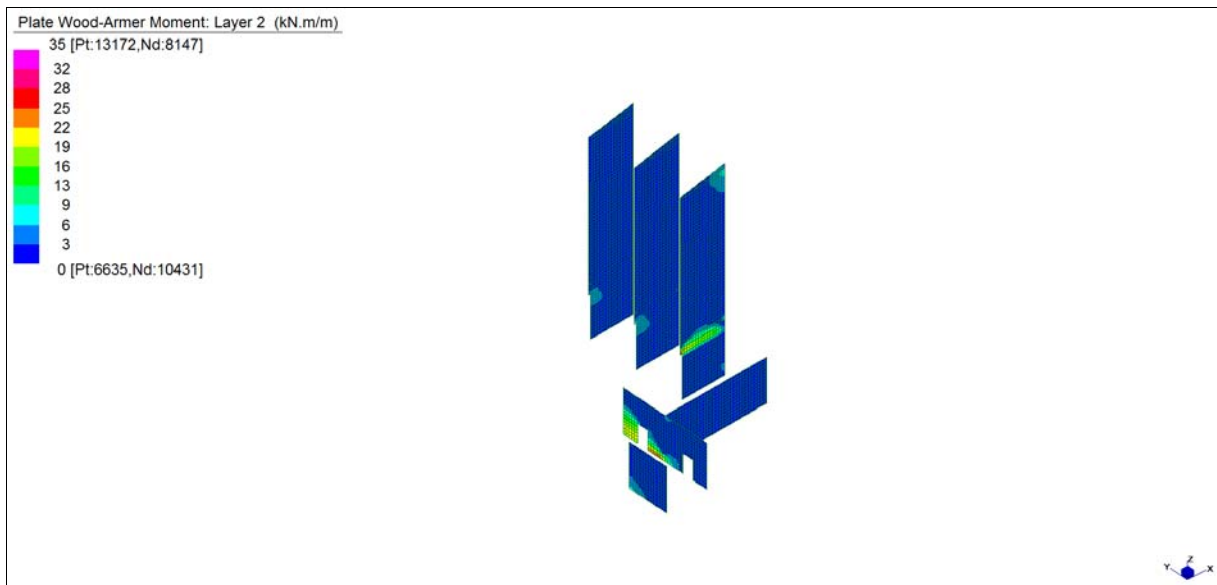 Plate Wood-Armer Moment: Layer 2 (kN.m/m)
35 [Pt:13172,Nd:8147]
32
28
25
22
19
16
13
9
6
3
0 [Pt:6635,Nd:10431]
Z
Y
X